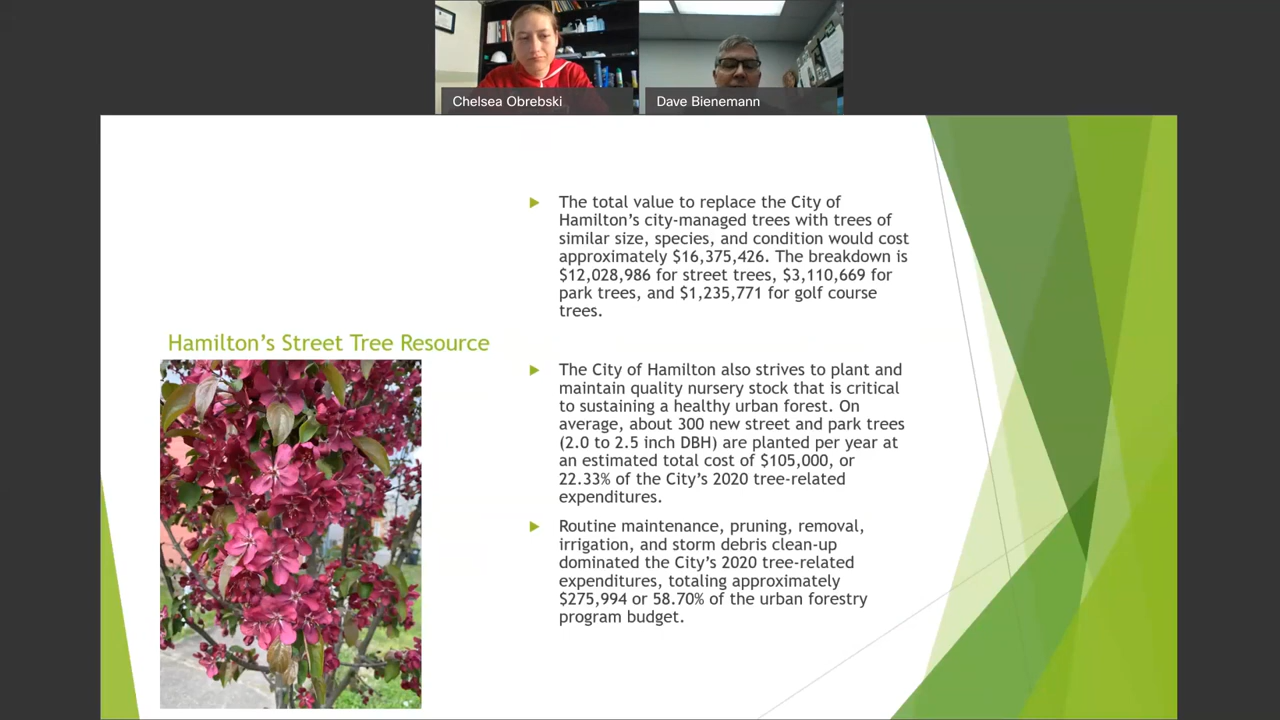 Chelsea Obrebski
Dave Bienemann
Hamilton's Street Tree Resource
The total value to replace the City of
Hamilton's city-managed trees with trees of
similar size, species, and condition would cost
approximately $16,375,426. The breakdown is
$12,028,986 for street trees, $3,110,669 for
park trees, and $1,235,771 for golf course
trees.
The City of Hamilton also strives to plant and
maintain quality nursery stock that is critical
to sustaining a healthy urban forest. On
average, about 300 new street and park trees
(2.0 to 2.5 inch DBH) are planted per year at
an estimated total cost of $105,000, or
22.33% of the City's 2020 tree-related
expenditures.
Routine maintenance, pruning, removal,
irrigation, and storm debris clean-up
dominated the City's 2020 tree-related
expenditures, totaling approximately
$275,994 or 58.70% of the urban forestry
program budget.